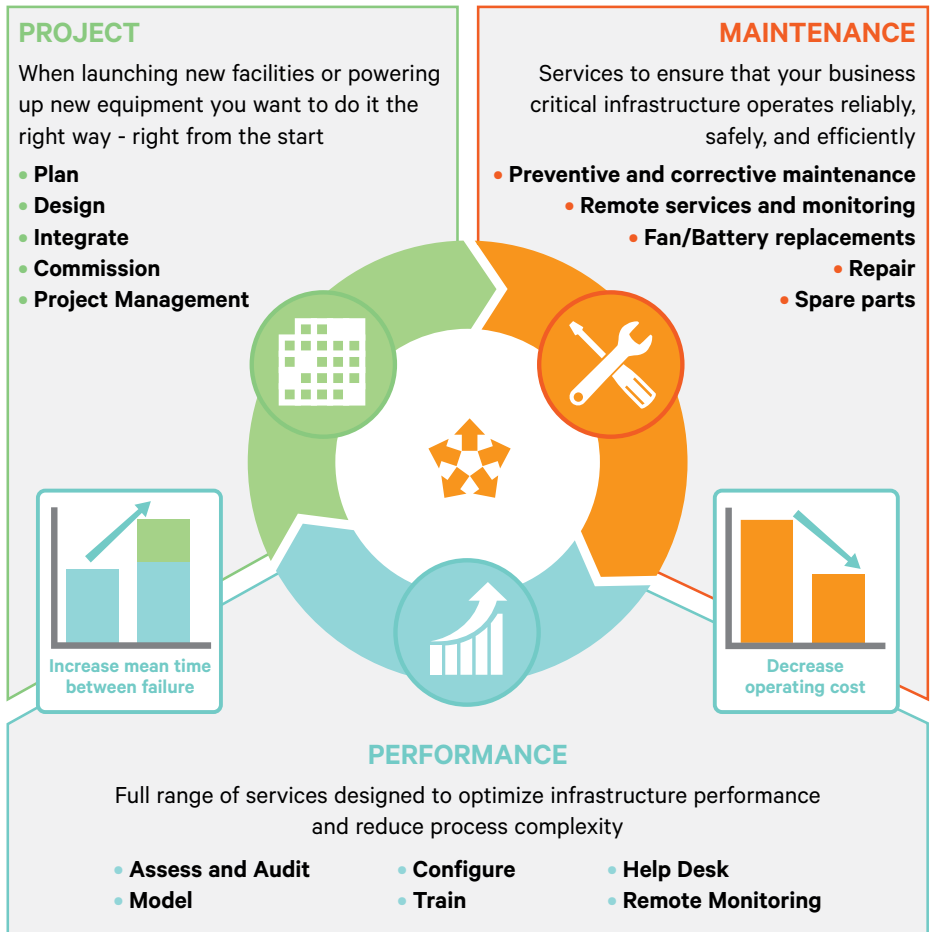 PROJECT
When launching new facilities or powering
up new equipment you want to do it the
right way - right from the start
• Plan
• Design
• Integrate
• Commission
• Project Management
MAINTENANCE
Services to ensure that your business
critical infrastructure operates reliably,
safely, and efficiently
• Preventive and corrective maintenance
• Remote services and monitoring
• Fan/Battery replacements
• Repair
• Spare parts
Increase mean time
between failure
Decrease
operating cost
PERFORMANCE
Full range of services designed to optimize infrastructure performance
and reduce process complexity
• Assess and Audit
• Model
• Configure
• Train
• Help Desk
• Remote Monitoring